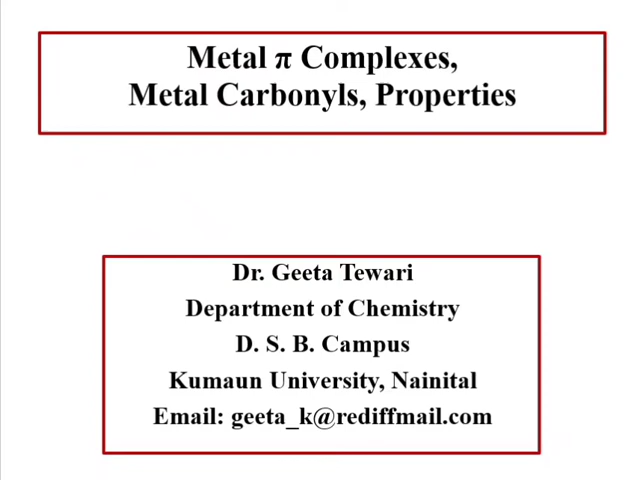 Metal π Complexes,
Metal Carbonyls, Properties
Dr. Geeta Tewari
Department of Chemistry
D. S. B. Campus
Kumaun University, Nainital
Email: geeta_k@rediffmail.com